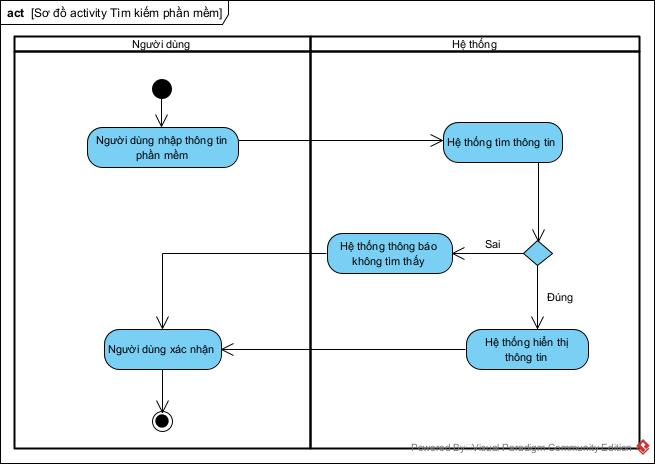 act [Sơ đồ activity Tìm kiếm phần mềm]
Người dùng
Hệ thống
Người dùng nhập thông tin
phần mềm
Hệ thống tìm thông tin
Hệ thống thông báo
không tìm thấy
Sai
Đúng
Người dùng xác nhận
Hệ thống hiển thị
thông tin
Powered By: Visual Paradigm Community Edition